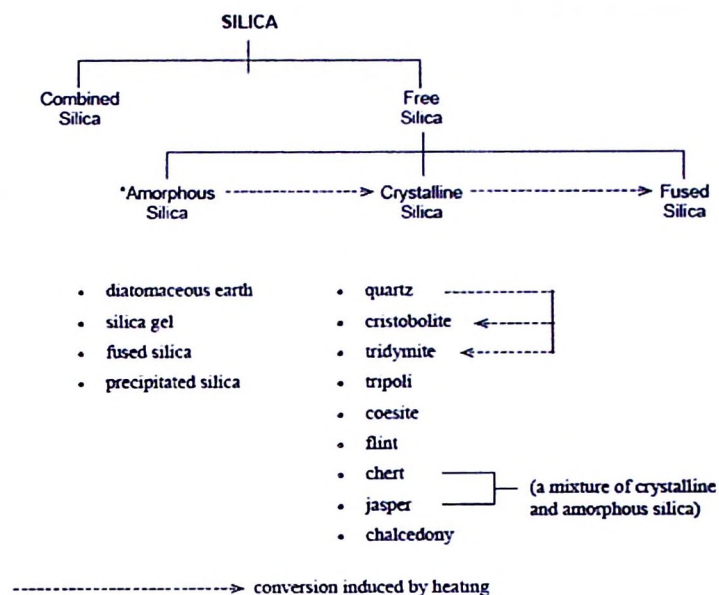 SILICA
Combined Silica
Free Silica
*Amorphous Silica
Crystalline Silica
Fused Silica
• diatomaceous earth
• silica gel
• fused silica
• precipitated silica
• quartz
• cristobolite
• tridymite
• tripoli
• coesite
• flint
• chert
• jasper
• chalcedony
(a mixture of crystalline
and amorphous silica)
conversion induced by heating